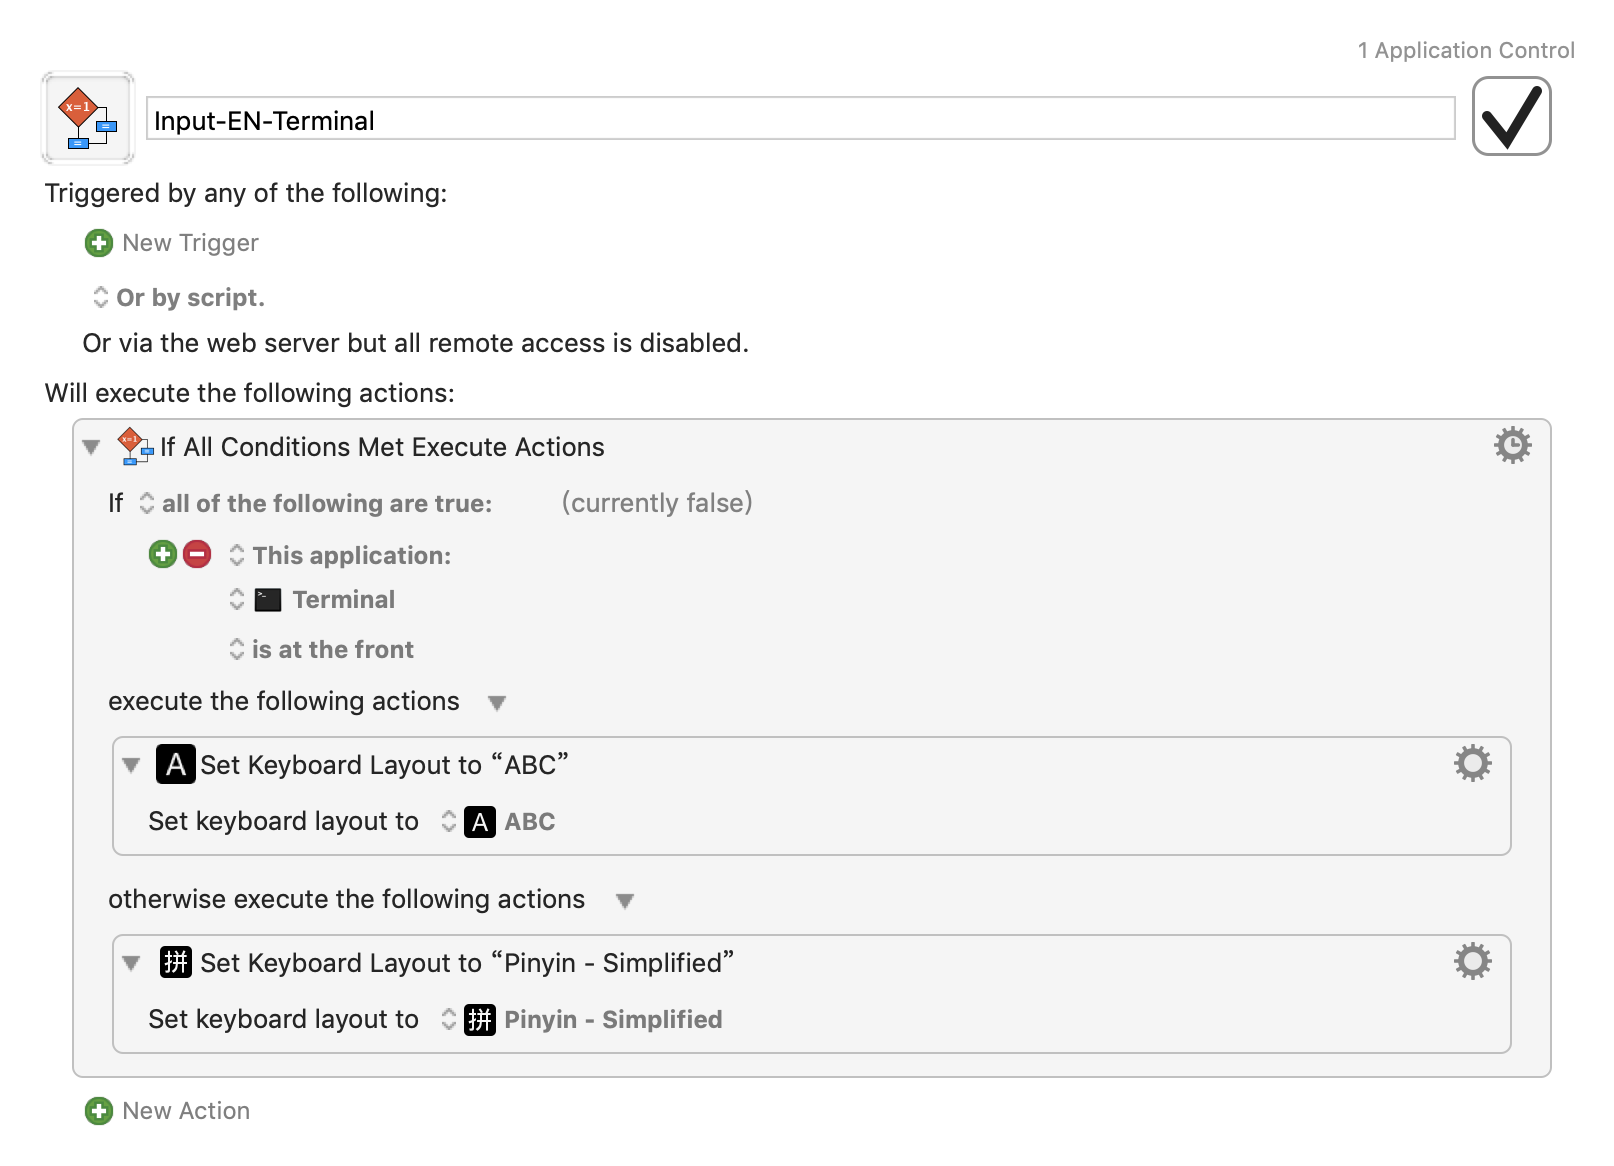 1 Application Control
x=1
Input-EN-Terminal
Triggered by any of the following:
New Trigger
Or by script.
Or via the web server but all remote access is disabled.
Will execute the following actions:
x=1 If All Conditions Met Execute Actions
If all of the following are true: (currently false)
This application:
>_ Terminal
is at the front
execute the following actions
A Set Keyboard Layout to “ABC”
Set keyboard layout to A ABC
otherwise execute the following actions
拼 Set Keyboard Layout to “Pinyin - Simplified”
Set keyboard layout to 拼 Pinyin - Simplified
New Action